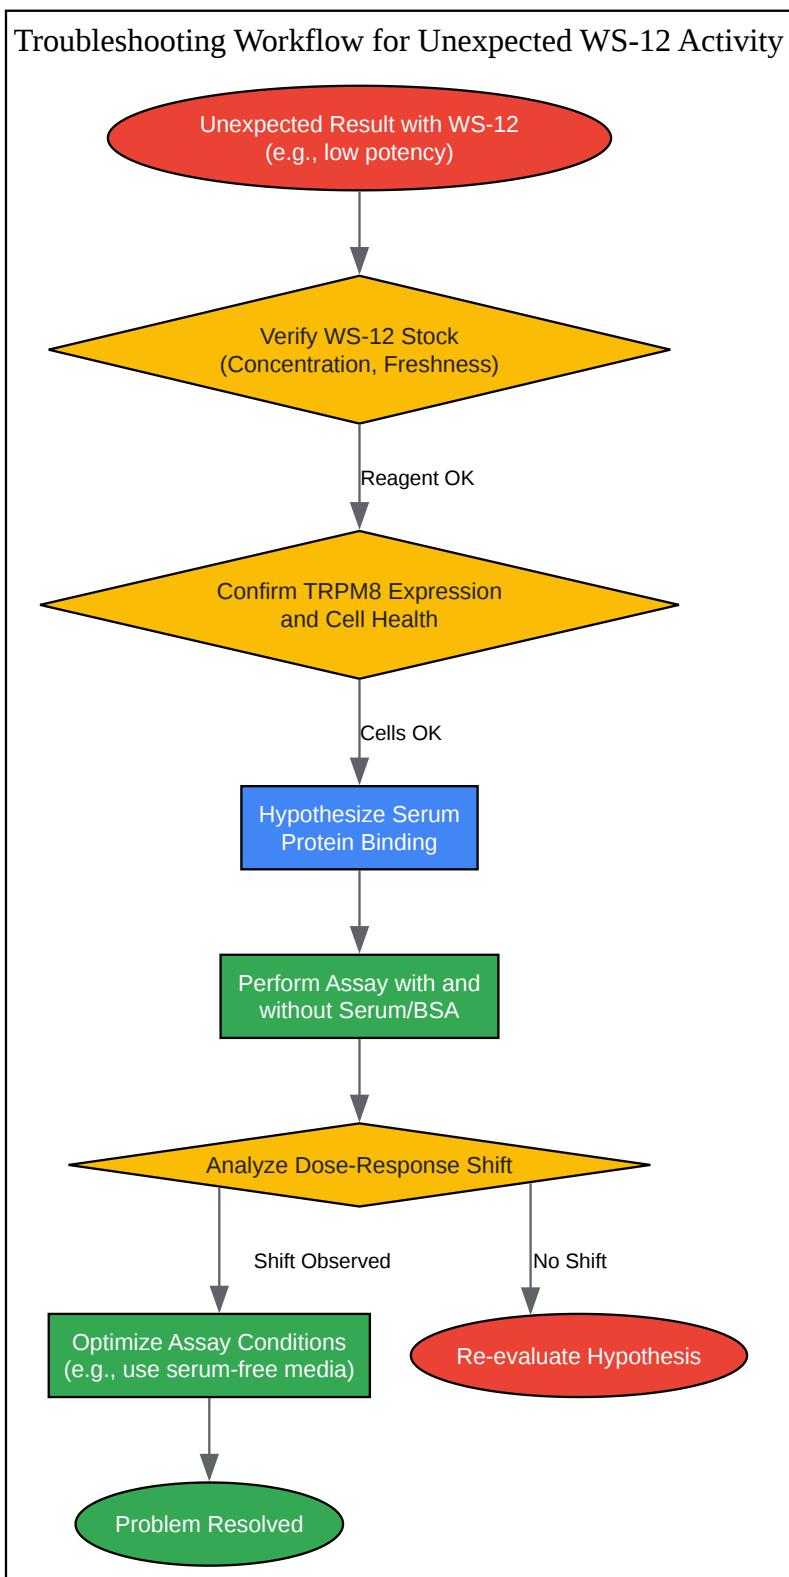 Troubleshooting Workflow for Unexpected WS-12 Activity
Unexpected Result with WS-12
(e.g., low potency)
Verify WS-12 Stock
(Concentration, Freshness)
Reagent OK
Confirm TRPM8 Expression
and Cell Health
Cells OK
Hypothesize Serum
Protein Binding
Perform Assay with and
without Serum/BSA
Analyze Dose-Response Shift
Shift Observed
No Shift
Optimize Assay Conditions
(e.g., use serum-free media)
Re-evaluate Hypothesis
Problem Resolved